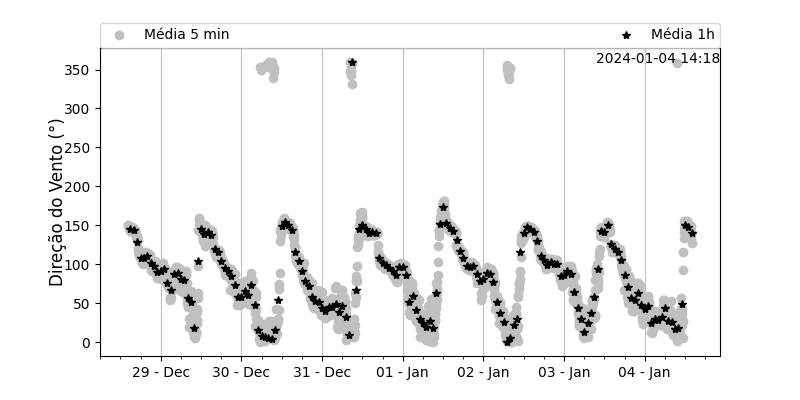 Média 5 min
Média 1h
2024-01-04 14:18
Direção do Vento (°)
350
300
250
200
150
100
50
0
29 - Dec
30 - Dec
31 - Dec
01 - Jan
02 - Jan
03 - Jan
04 - Jan